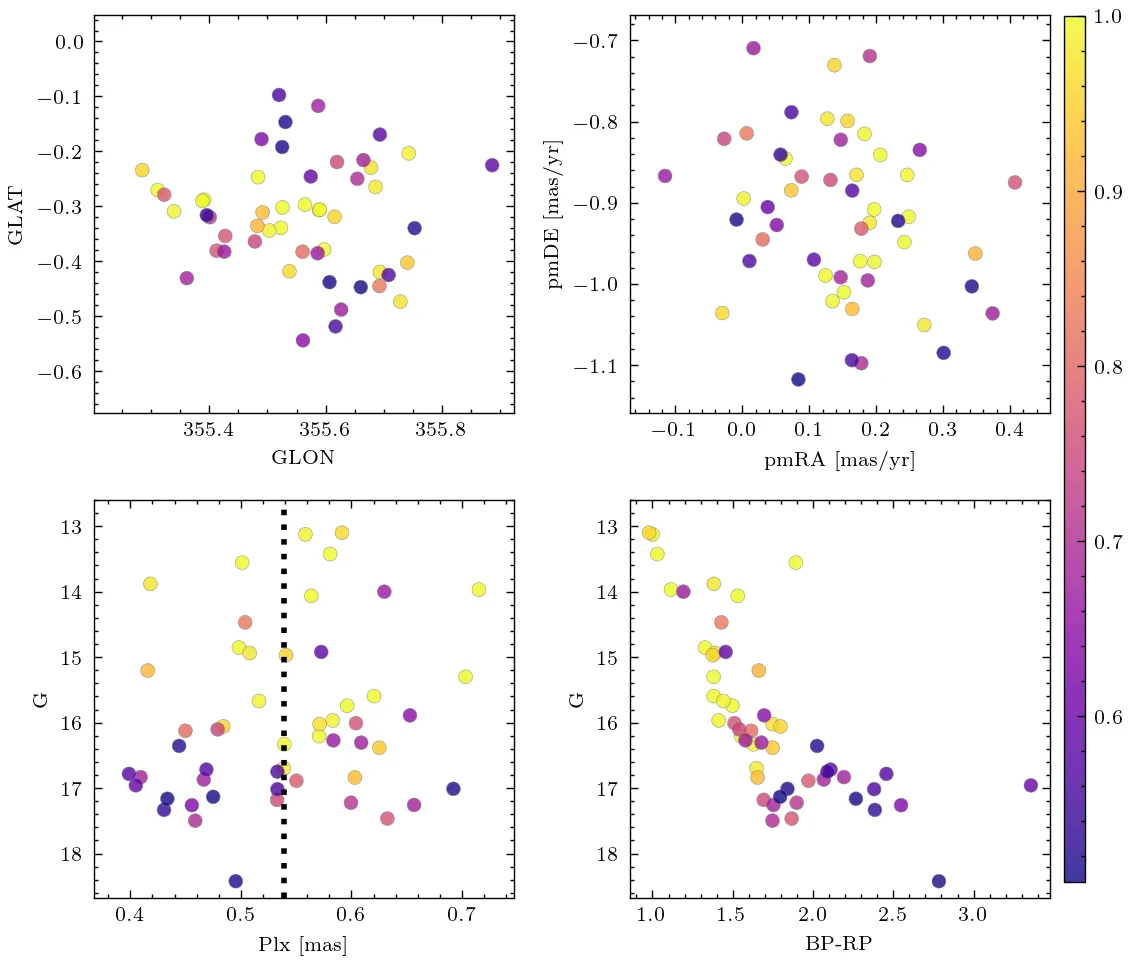 0.0
−0.1
−0.2
−0.3
−0.4
−0.5
−0.6
GLAT
355.4 355.6 355.8
GLON
−0.7
−0.8
−0.9
−1.0
−1.1
pmDE [mas/yr]
−0.1 0.0 0.1 0.2 0.3 0.4
pmRA [mas/yr]
13
14
15
16
17
18
G
0.4 0.5 0.6 0.7
Plx [mas]
13
14
15
16
17
18
G
1.0 1.5 2.0 2.5 3.0
BP-RP
1.0
0.9
0.8
0.7
0.6